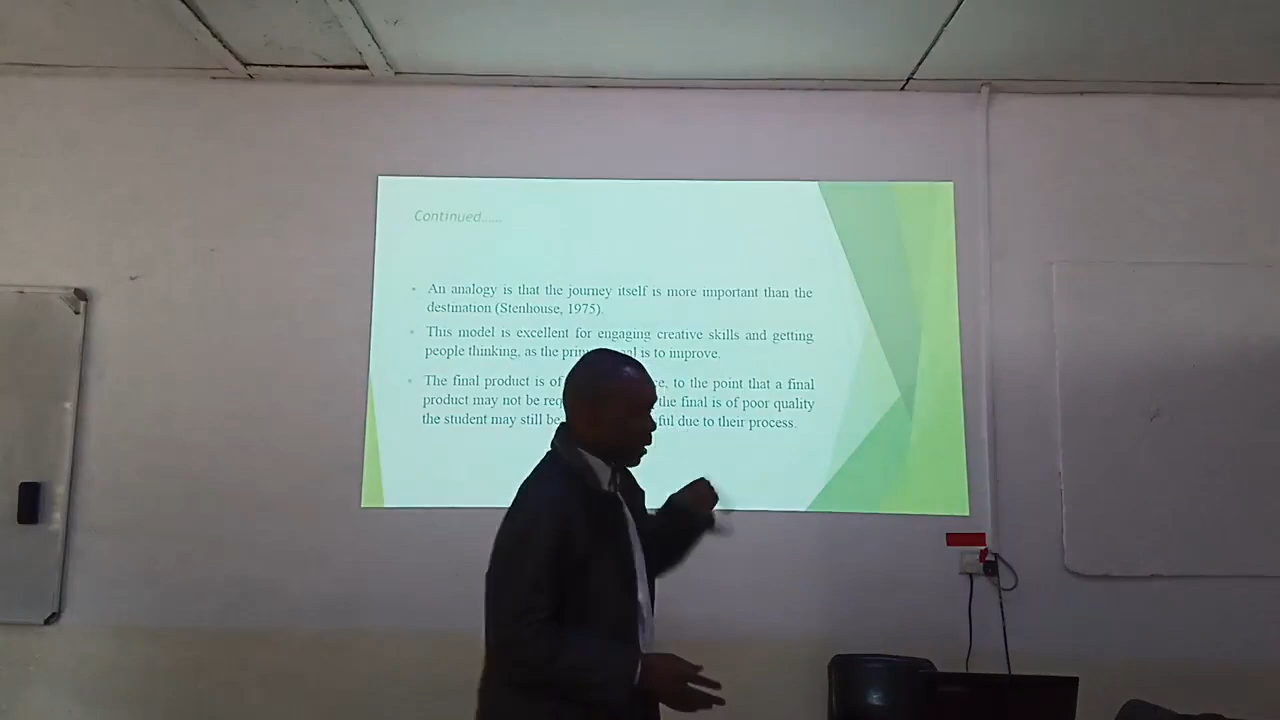 Continued......
An analogy is that the journey itself is more important than the
destination (Stenhouse, 1975).
This model is excellent for engaging creative skills and getting
people thinking, as the is to improve.
The final product is of to the point that a final
product may not be the final is of poor quality
the student may still be due to their process.